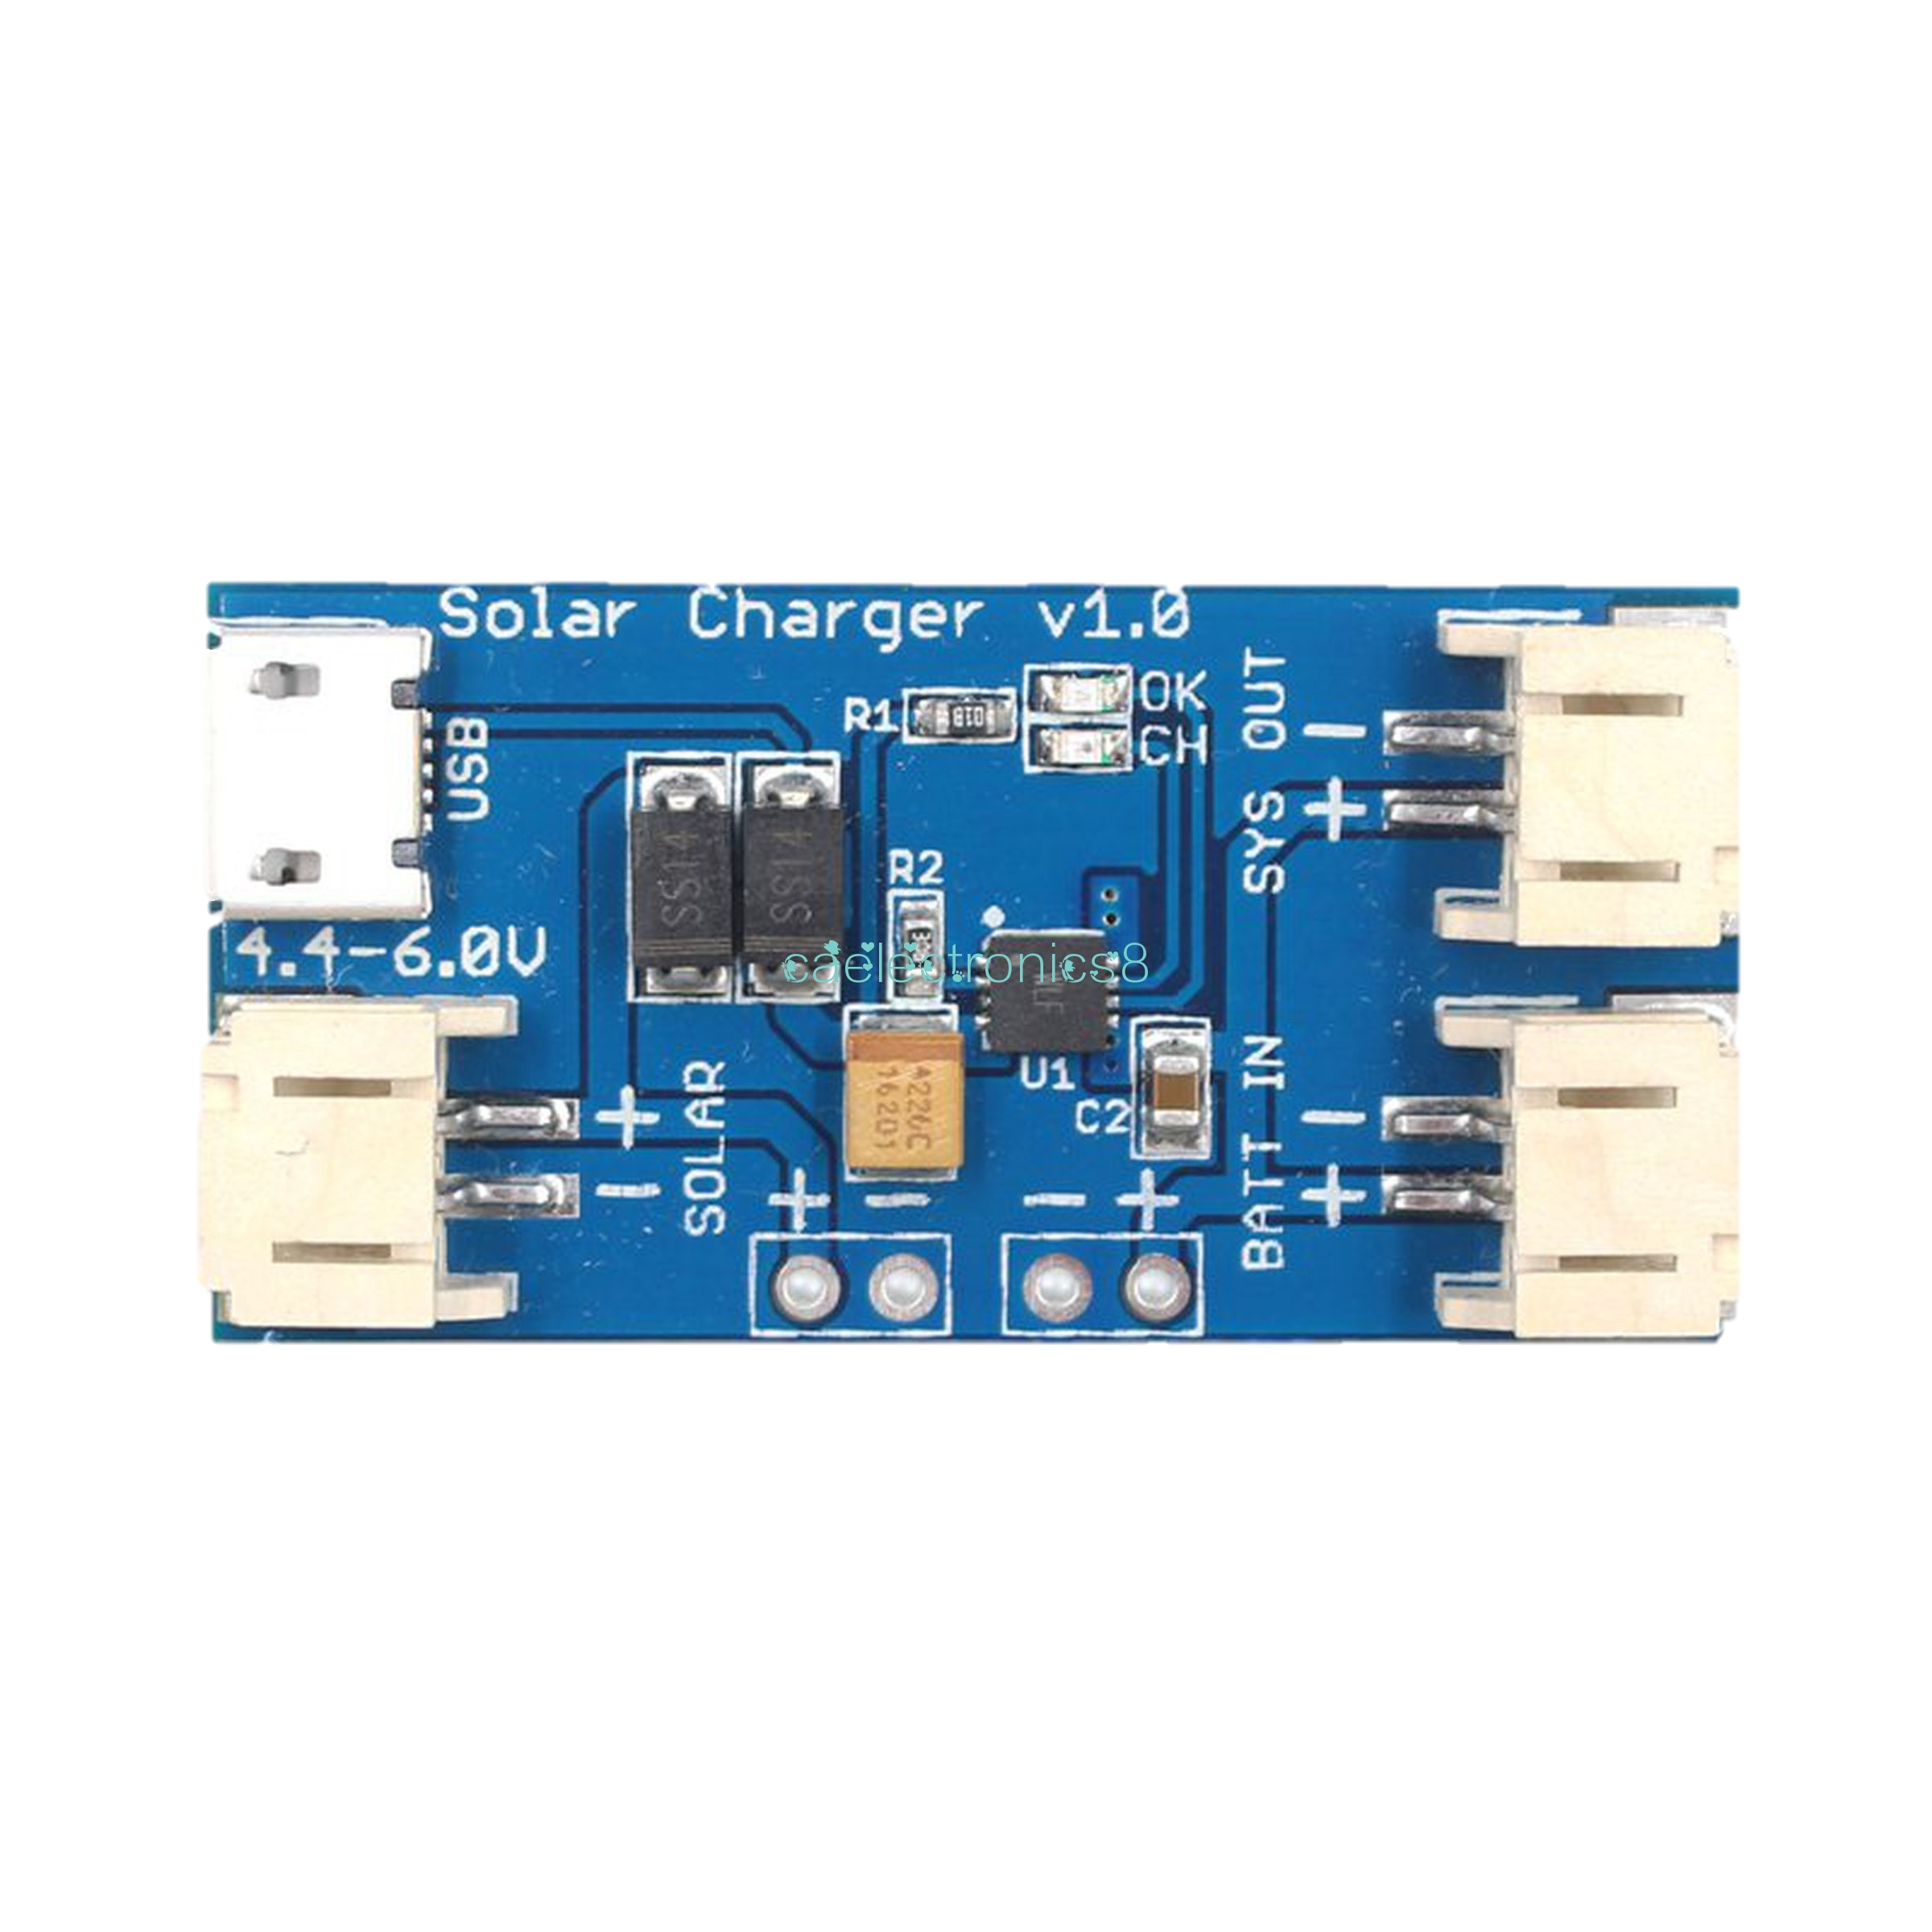 Solar Charger v1.0
OK
R1
CH
USB
SYS OUT
− +
SS14
SS14
R2
4.4-6.0V
caelectronics8
U1
C2
SOLAR
+ −
BATT IN
− +
+ −
− +